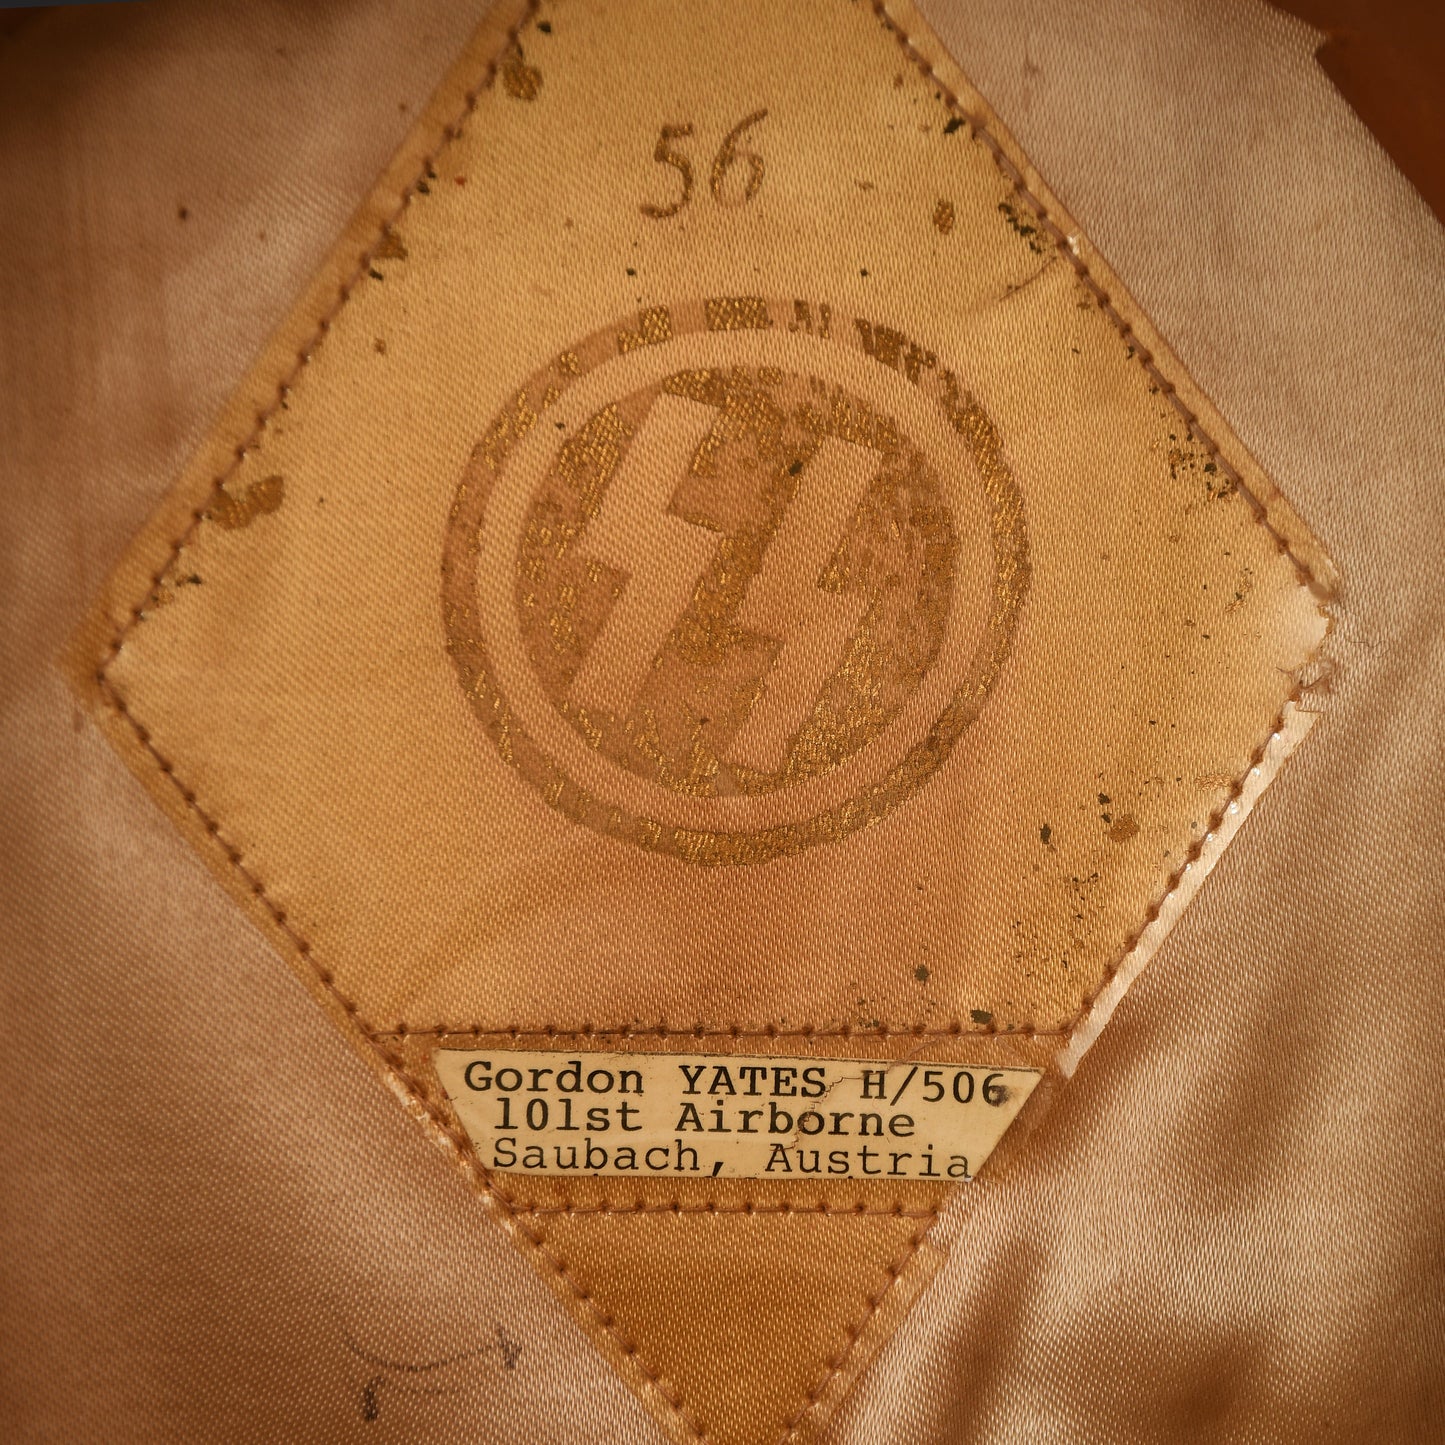 56
Gordon YATES H/506
101st Airborne
Saubach, Austria